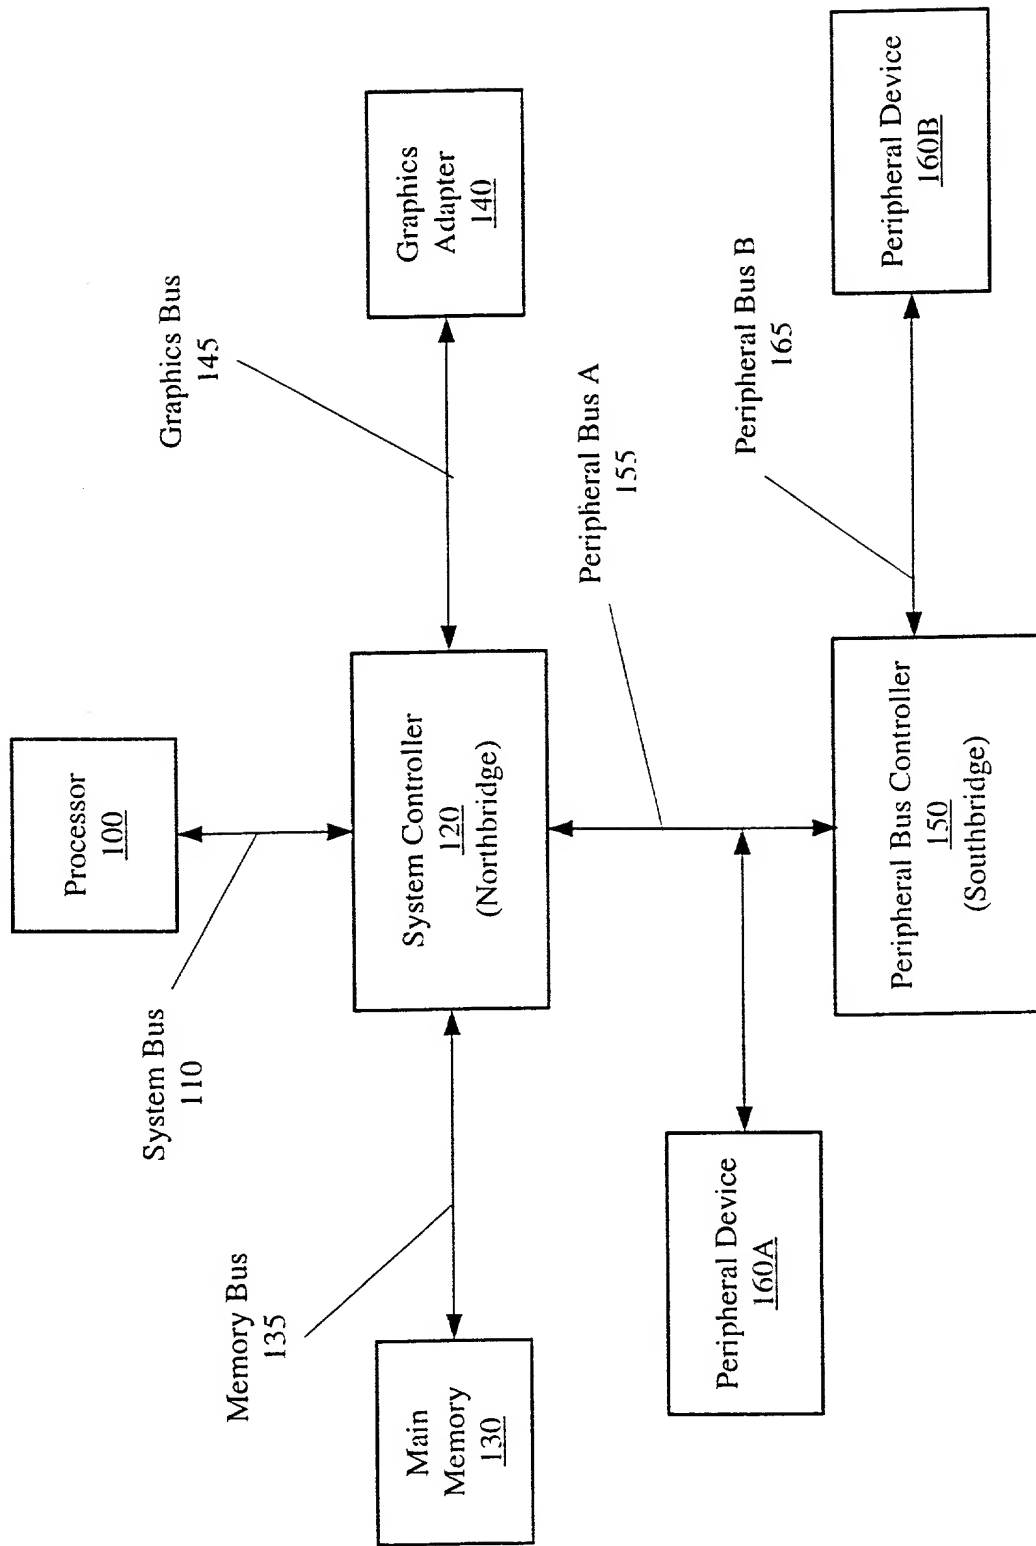 Processor
100
System Bus
110
Graphics Bus
145
Memory Bus
135
Main
Memory
130
System Controller
120
(Northbridge)
Graphics
Adapter
140
Peripheral Bus A
155
Peripheral Device
160A
Peripheral Bus B
165
Peripheral Bus Controller
150
(Southbridge)
Peripheral Device
160B